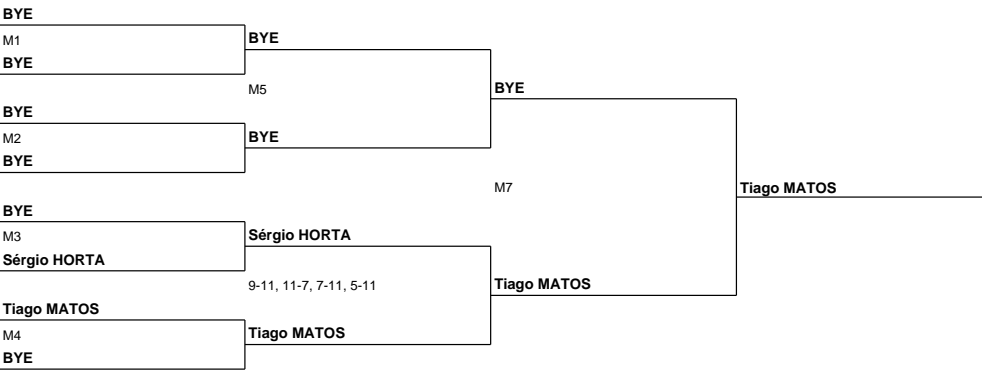 BYE
M1
BYE
BYE
M5
BYE
BYE
M2
BYE
BYE
M7
Tiago MATOS
BYE
M3
Sérgio HORTA
Sérgio HORTA
9-11, 11-7, 7-11, 5-11
Tiago MATOS
Tiago MATOS
M4
Tiago MATOS
BYE